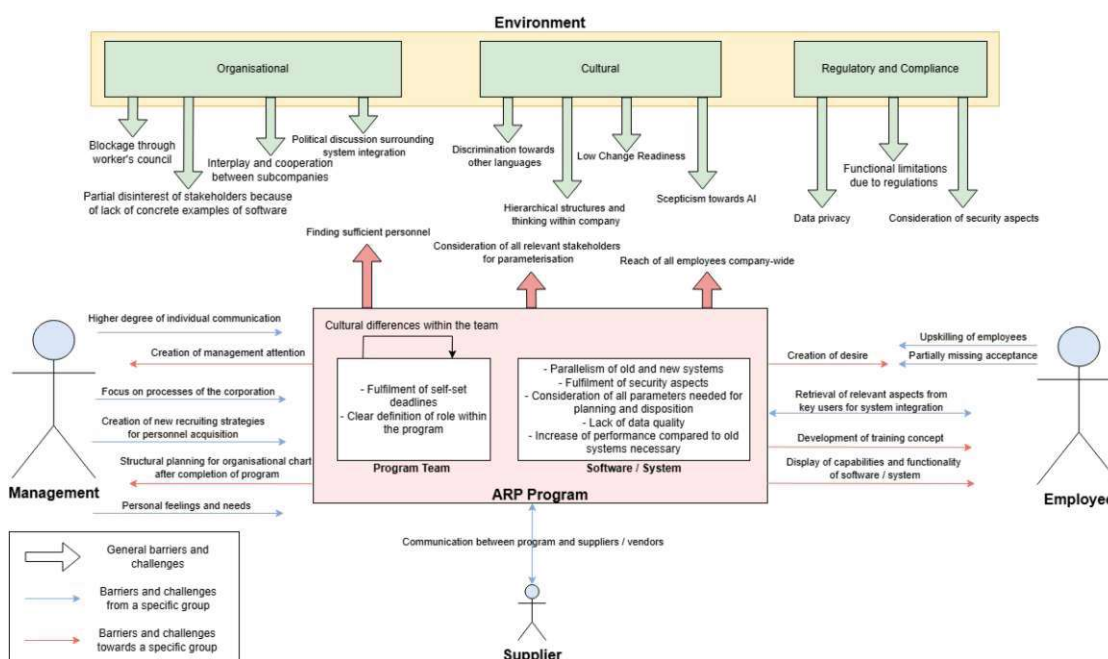 Environment
Organisational
Cultural
Regulatory and Compliance
Blockage through
worker's council
Political discussion surrounding
system integration
Interplay and cooperation
between subcompanies
Partial disinterest of stakeholders because
of lack of concrete examples of software
Discrimination towards
other languages
Low Change Readiness
Hierarchical structures and
thinking within company
Scepticism towards AI
Functional limitations
due to regulations
Data privacy
Consideration of security aspects
Finding sufficient personnel
Consideration of all relevant stakeholders
for parameterisation
Reach of all employees company-wide
Higher degree of individual communication
Creation of management attention
Focus on processes of the corporation
Creation of new recruiting strategies
for personnel acquisition
Structural planning for organisational chart
after completion of program
Personal feelings and needs
Management
Cultural differences within the team
- Fulfilment of self-set
deadlines
- Clear definition of role within
the program
Program Team
- Parallelism of old and new systems
- Fulfilment of security aspects
- Consideration of all parameters needed for
planning and disposition
- Lack of data quality
- Increase of performance compared to old
systems necessary
Software / System
ARP Program
Upskilling of employees
Creation of desire
Partially missing acceptance
Retrieval of relevant aspects from
key users for system integration
Development of training concept
Display of capabilities and functionality
of software / system
Employee
Communication between program and suppliers / vendors
Supplier
General barriers and
challenges
Barriers and challenges
from a specific group
Barriers and challenges
towards a specific group